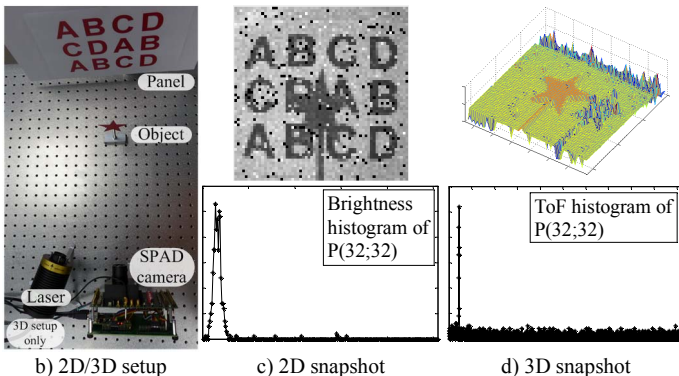 ABCD
CDAB
ABCD
Panel
Object
SPAD
camera
Laser
3D setup
only
b) 2D/3D setup
ABCD
C AB
ABCD
Brightness
histogram of
P(32;32)
c) 2D snapshot
ToF histogram of
P(32;32)
d) 3D snapshot